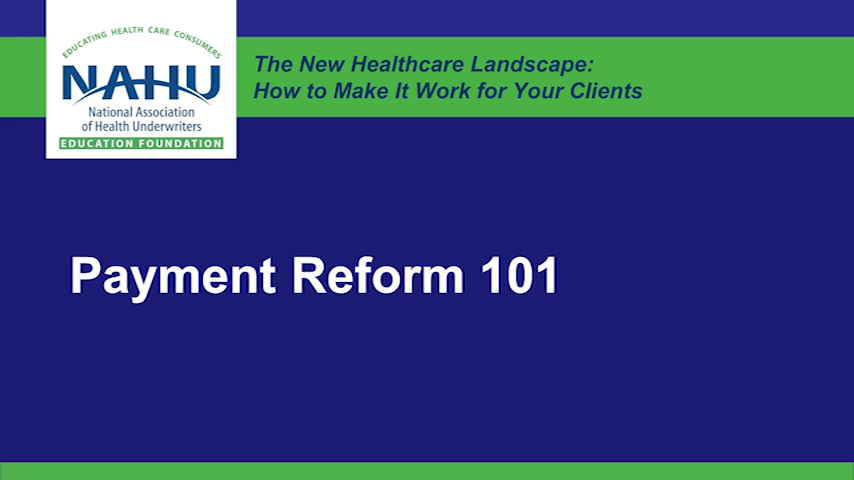 EDUCATING HEALTH CARE CONSUMERS
NAHU
National Association
of Health Underwriters
EDUCATION FOUNDATION
The New Healthcare Landscape:
How to Make It Work for Your Clients
Payment Reform 101